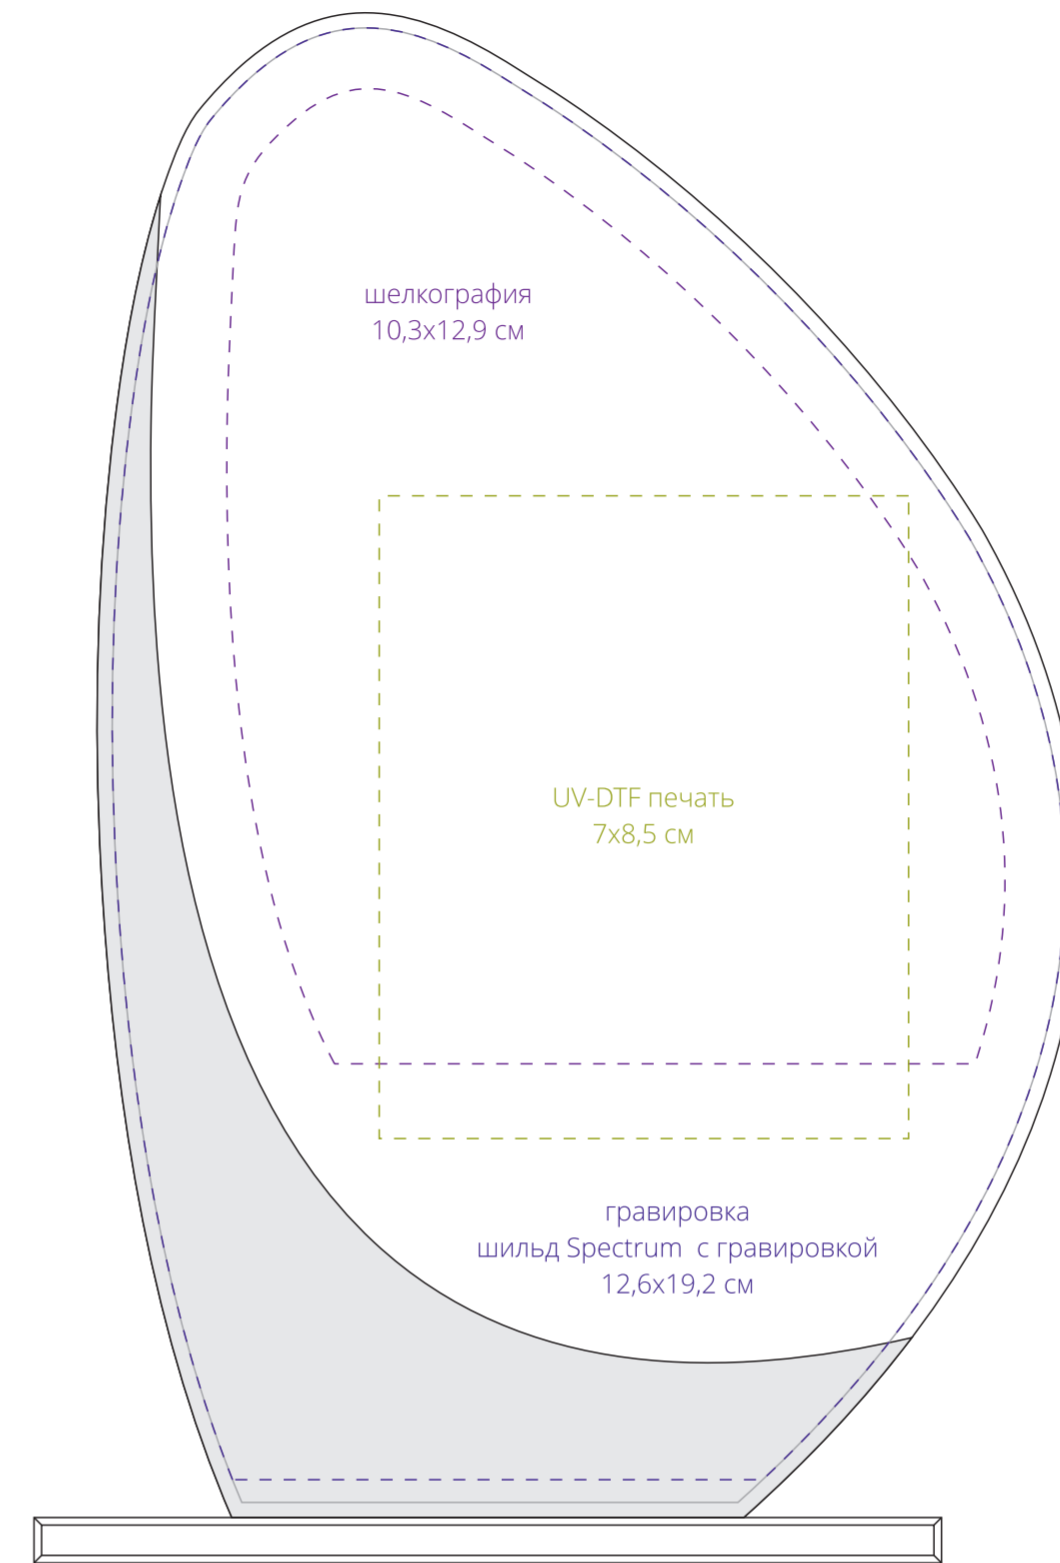 шелкография
10,3х12,9 см
UV-DTF печать
7х8,5 см
гравировка
шильд Spectrum с гравировкой
12,6х19,2 см